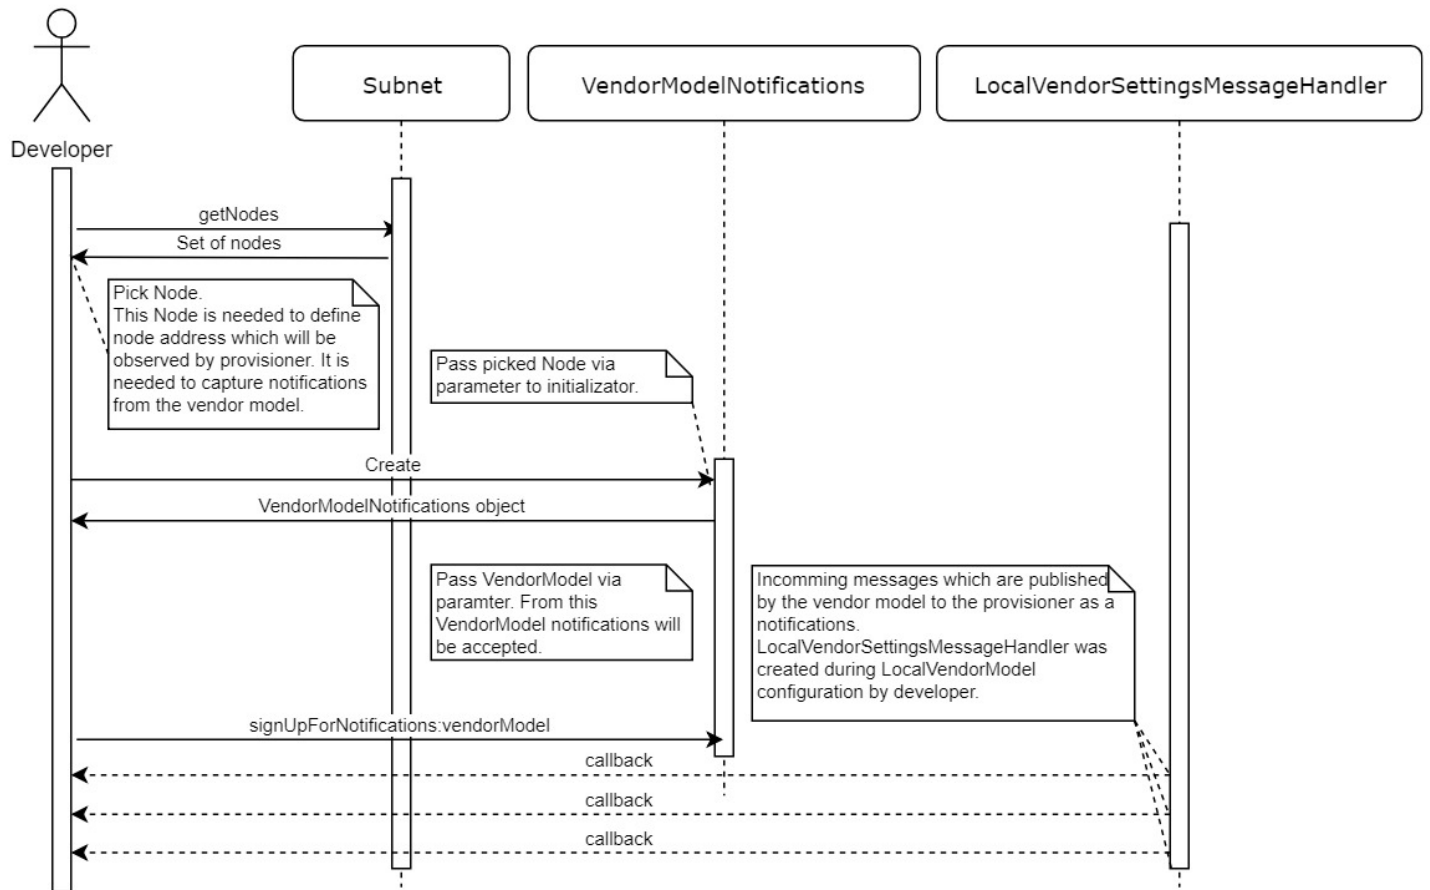 Subnet
VendorModelNotifications
LocalVendorSettingsMessageHandler
Developer
getNodes
Set of nodes
Pick Node.
This Node is needed to define
node address which will be
observed by provisioner. It is
needed to capture notifications
from the vendor model.
Pass picked Node via
parameter to initializator.
Create
VendorModelNotifications object
Pass VendorModel via
paramter. From this
VendorModel notifications will
be accepted.
Incomming messages which are published
by the vendor model to the provisioner as a
notifications.
LocalVendorSettingsMessageHandler was
created during LocalVendorModel
configuration by developer.
signUpForNotifications:vendorModel
callback
callback
callback